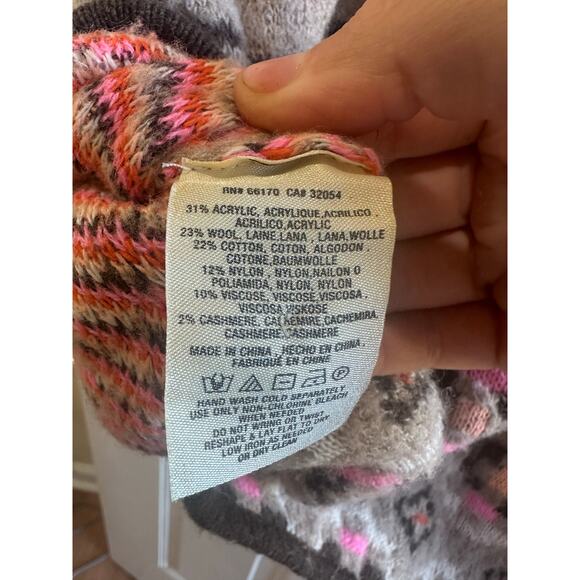 RN# 66170 CA# 32054
31% ACRYLIC, ACRYLIQUE,ACRILICO ,
ACRILICO,ACRYLIC
23% WOOL, LAINE,LANA , LANA,WOLLE
22% COTTON, COTON, ALGODON
COTONE,BAUMWOLLE
12% NYLON , NYLON,NAILON O
POLIAMIDA, NYLON, NYLON
10% VISCOSE, VISCOSE,VISCOSA ,
VISCOSA,VISKOSE
2% CASHMERE, CACHEMIRE,CACHEMIRA,
CASHMERE,CASHMERE
MADE IN CHINA , HECHO EN CHINA ,
FABRIQUÉ EN CHINE
HAND WASH COLD SEPARATELY
USE ONLY NON-CHLORINE BLEACH
WHEN NEEDED
DO NOT WRING OR TWIST
RESHAPE & LAY FLAT TO DRY
LOW IRON AS NEEDED
OR DRY CLEAN